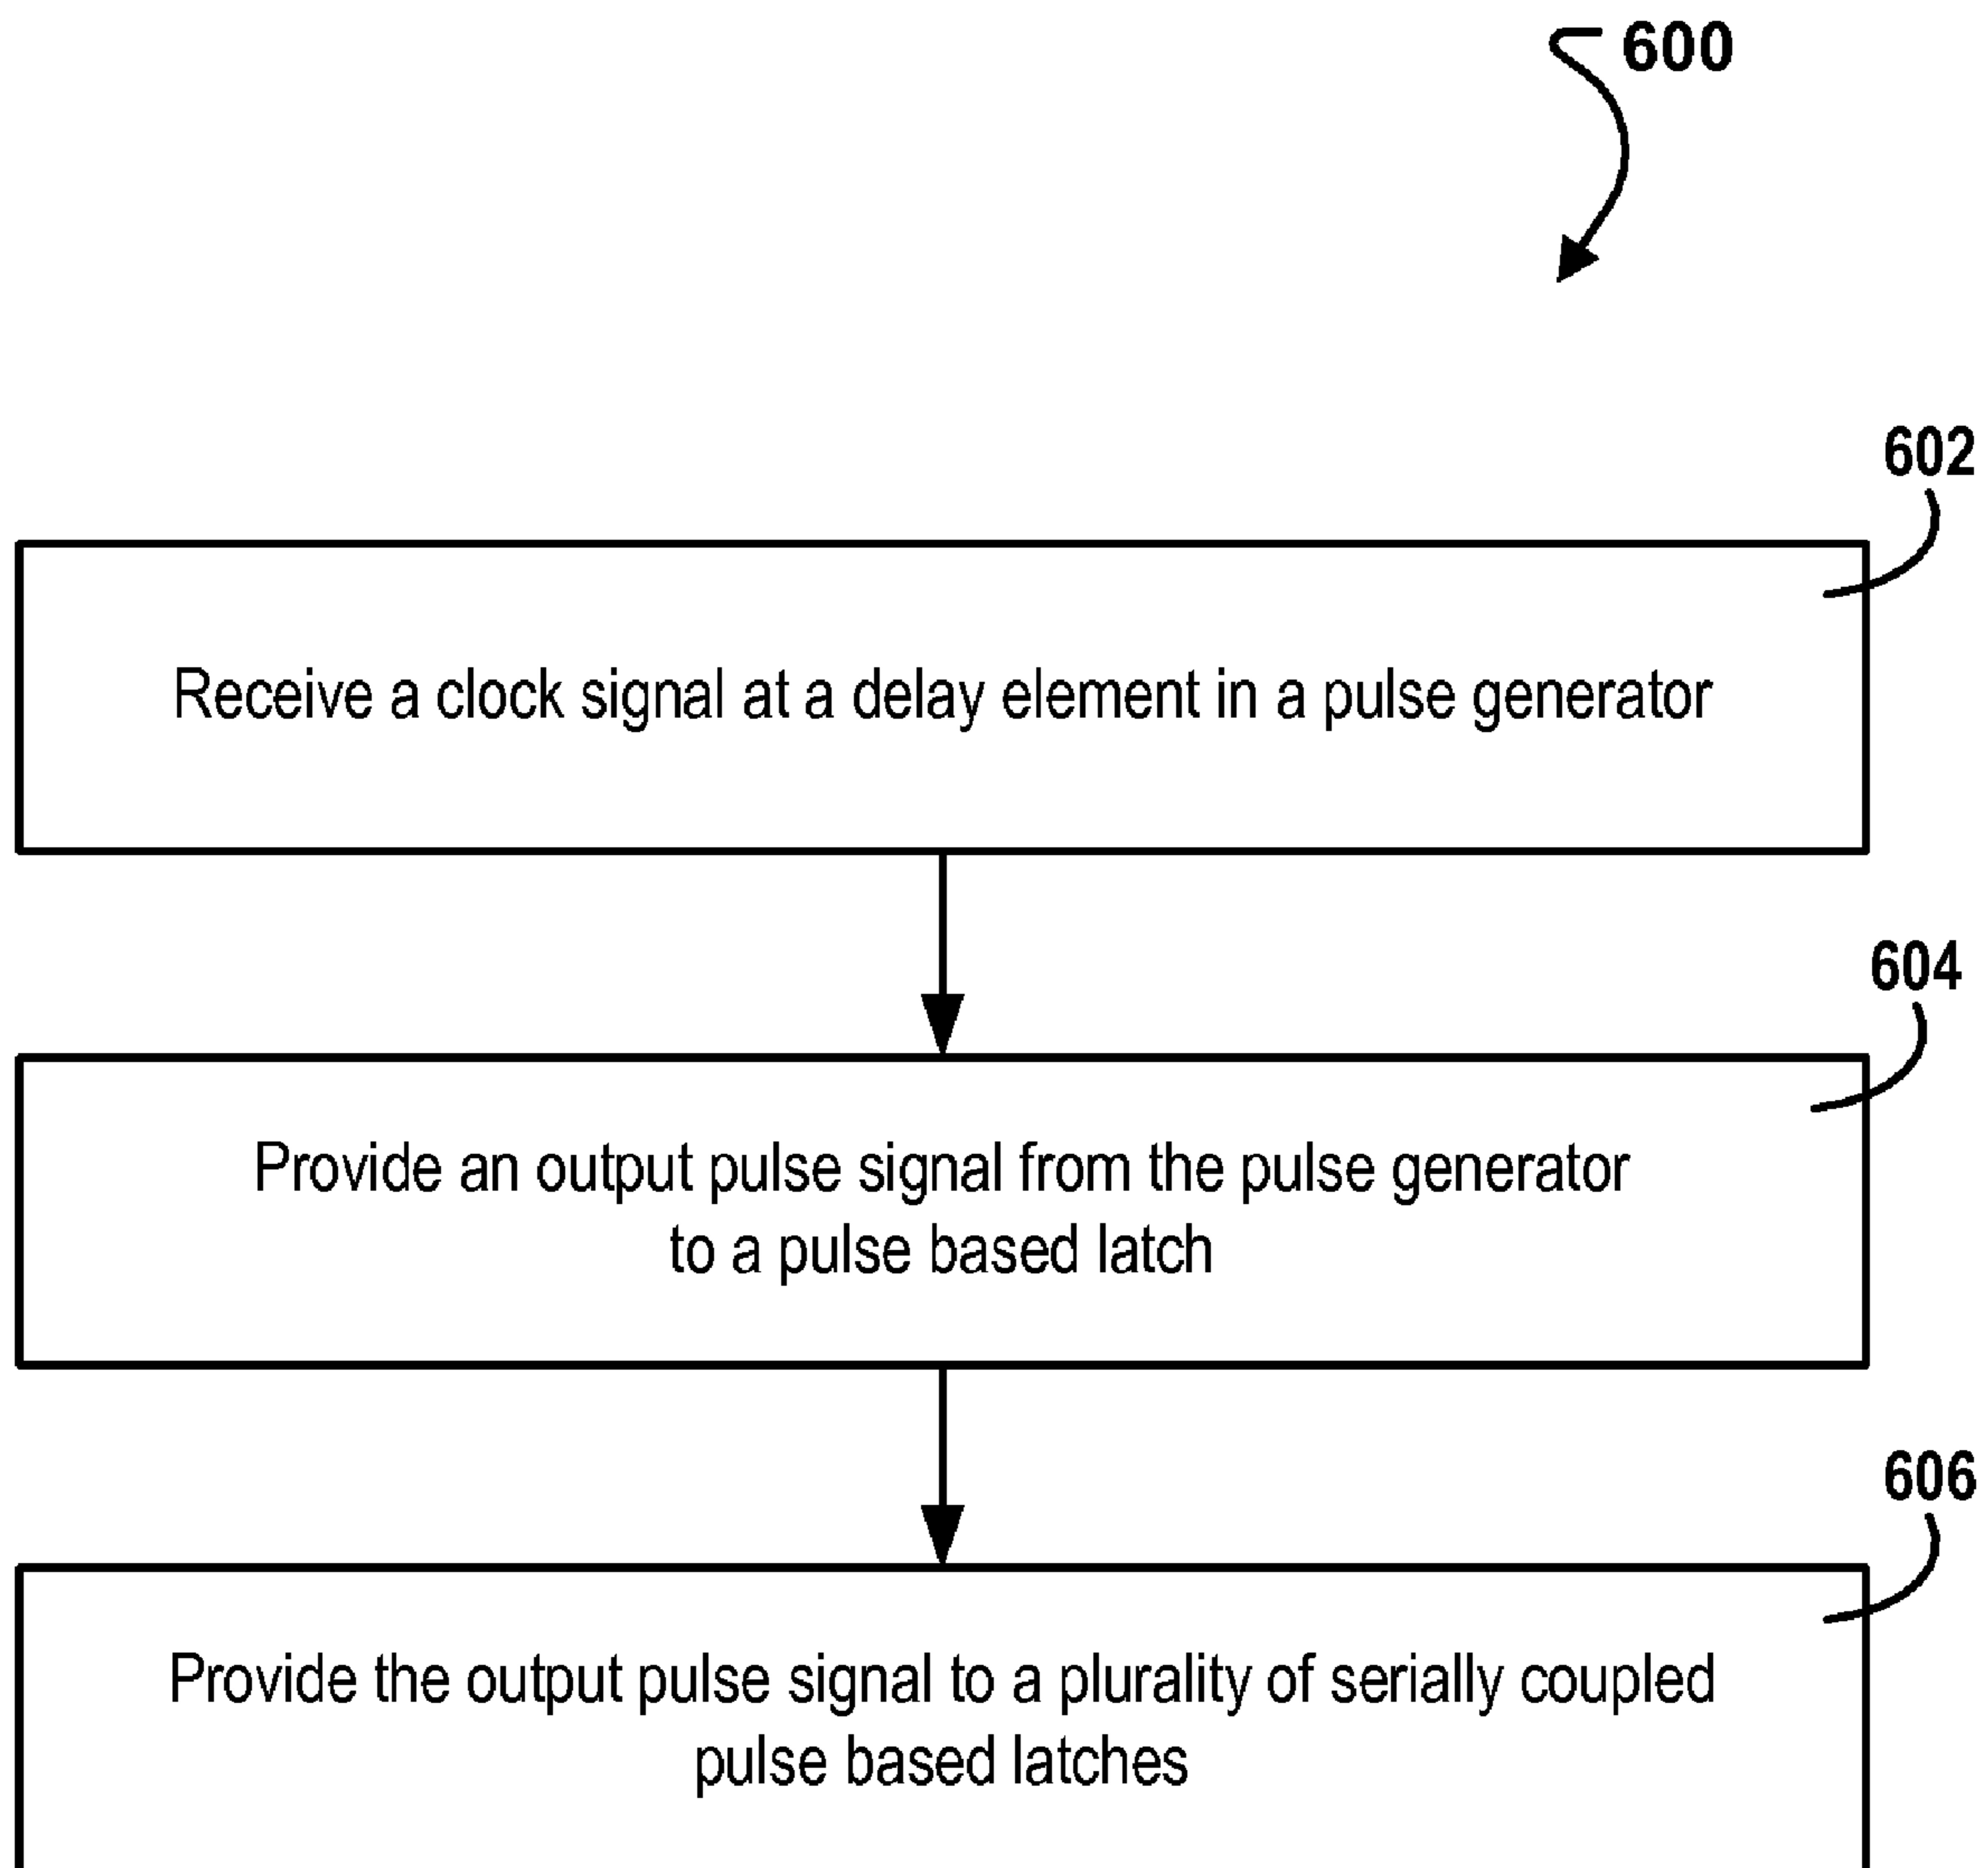 600
602
Receive a clock signal at a delay element in a pulse generator
604
Provide an output pulse signal from the pulse generator
to a pulse based latch
606
Provide the output pulse signal to a plurality of serially coupled
pulse based latches